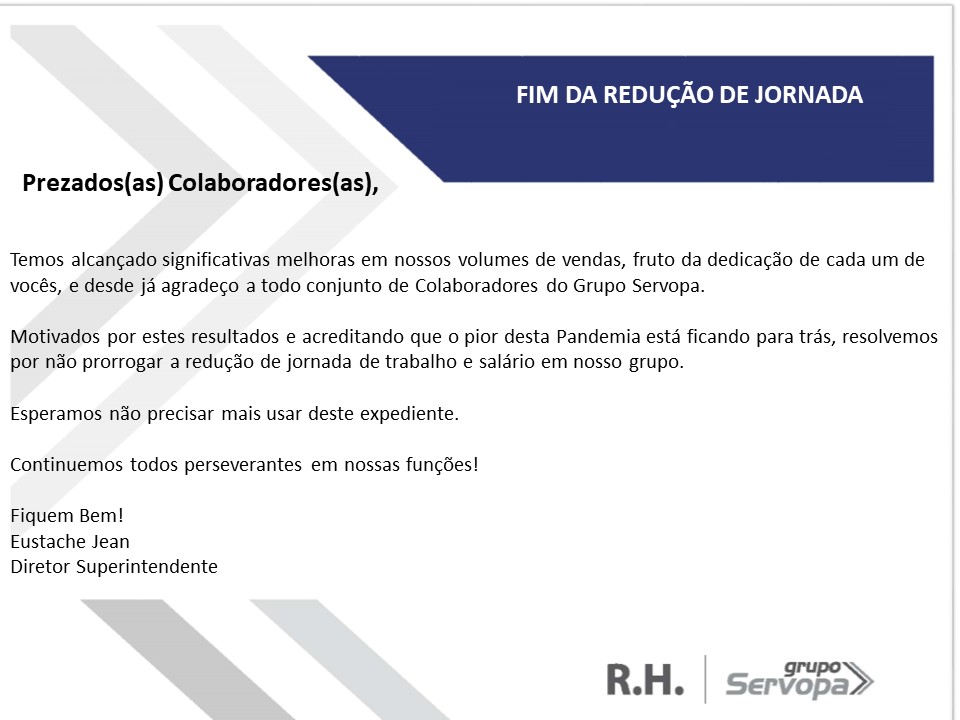 FIM DA REDUÇÃO DE JORNADA
Prezados(as) Colaboradores(as),
Temos alcançado significativas melhoras em nossos volumes de vendas, fruto da dedicação de cada um de
vocês, e desde já agradeço a todo conjunto de Colaboradores do Grupo Servopa.
Motivados por estes resultados e acreditando que o pior desta Pandemia está ficando para trás, resolvemos
por não prorrogar a redução de jornada de trabalho e salário em nosso grupo.
Esperamos não precisar mais usar deste expediente.
Continuemos todos perseverantes em nossas funções!
Fiquem Bem!
Eustache Jean
Diretor Superintendente
R.H.
grupo
Servopa